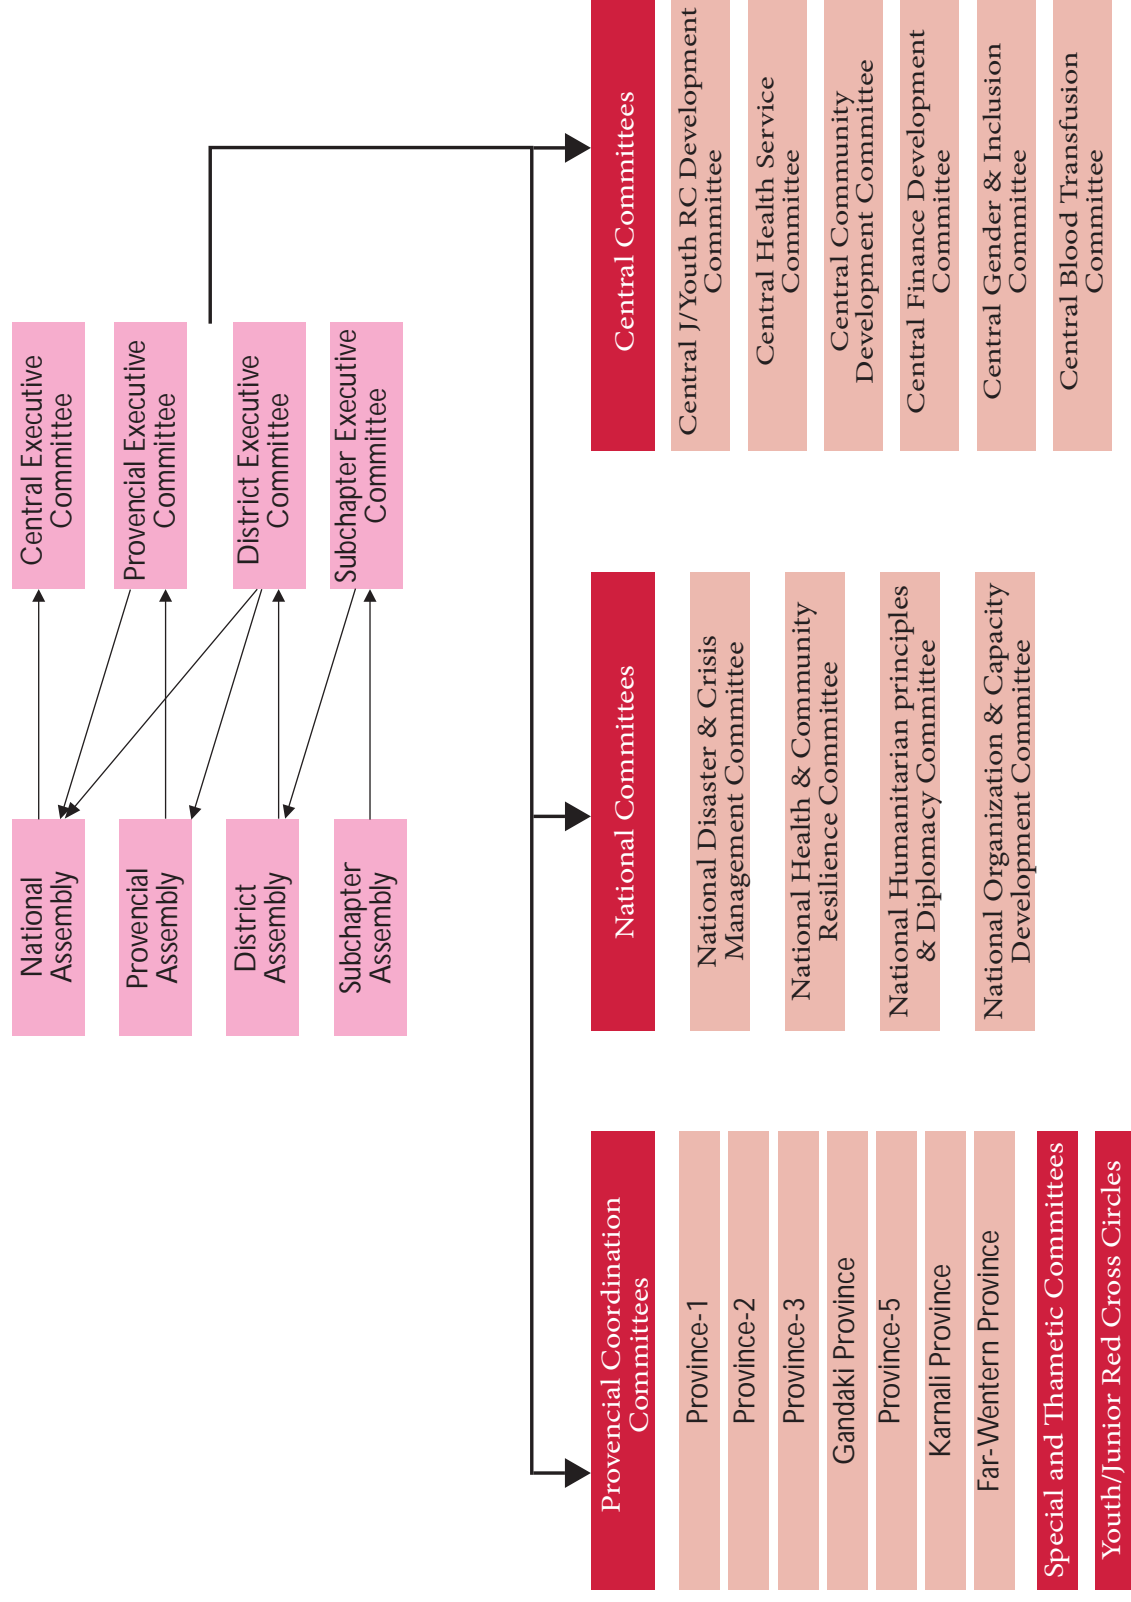 National
Assembly
Provencial
Assembly
District
Assembly
Subchapter
Assembly
Central Executive
Committee
Provencial Executive
Committee
District Executive
Committee
Subchapter Executive
Committee
Provencial Coordination
Committees
Province-1
Province-2
Province-3
Gandaki Province
Province-5
Karnali Province
Far-Wentern Province
Special and Thametic Committees
Youth/Junior Red Cross Circles
National Committees
National Disaster & Crisis
Management Committee
National Health & Community
Resilience Committee
National Humanitarian principles
& Diplomacy Committee
National Organization & Capacity
Development Committee
Central Committees
Central J/Youth RC Development
Committee
Central Health Service
Committee
Central Community
Development Committee
Central Finance Development
Committee
Central Gender & Inclusion
Committee
Central Blood Transfusion
Committee